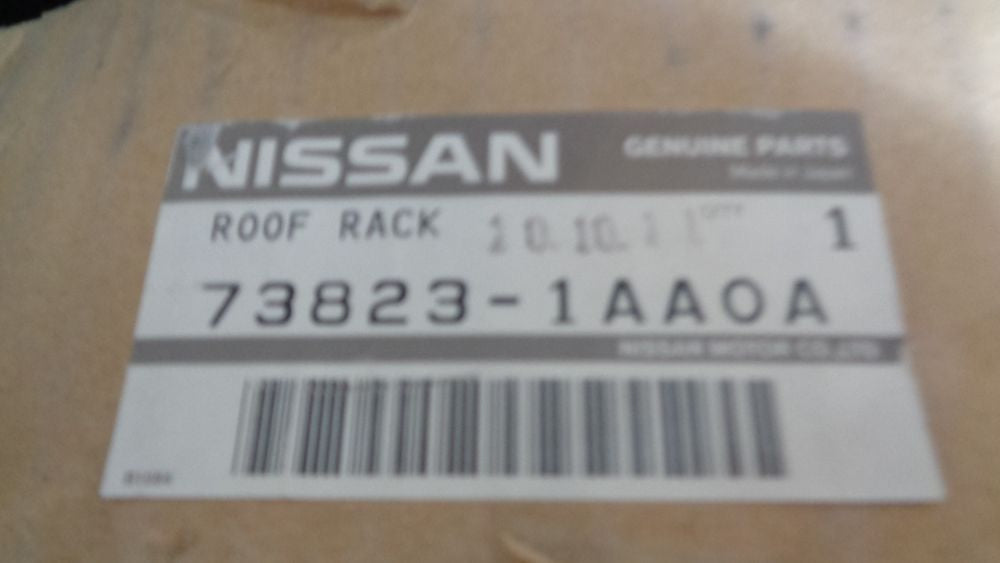 NISSAN
GENUINE PARTS
Made in Japan
ROOF RACK
1
73823-1AA0A
NISSAN MOTOR CO.,LTD